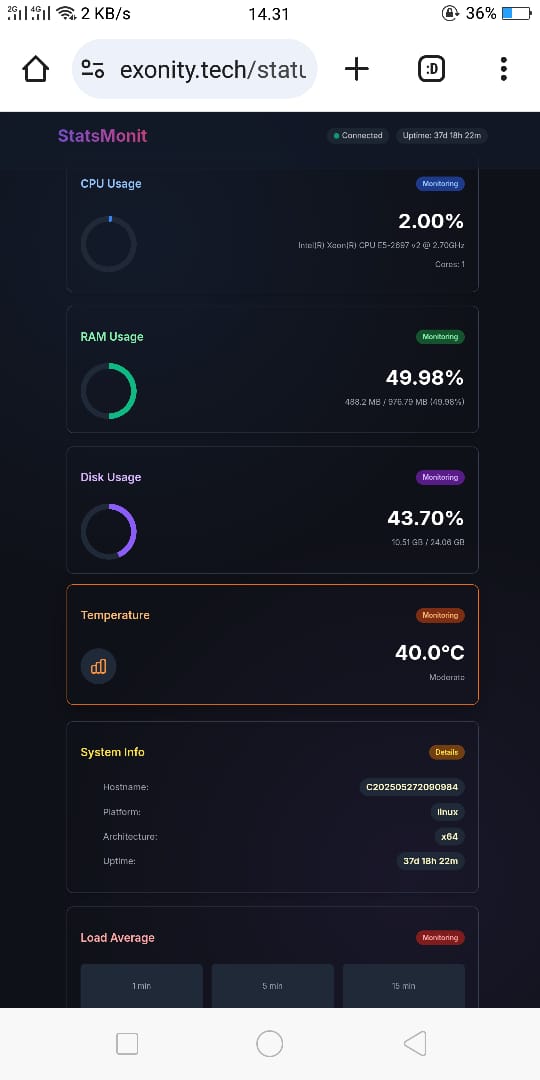 2G 4G 2 KB/s 14.31 36%
exonity.tech/statu
:D
StatsMonit Connected Uptime: 37d 18h 22m
CPU Usage Monitoring
2.00%
Intel(R) Xeon(R) CPU E5-2697 v2 @ 2.70GHz
Cores: 1
RAM Usage Monitoring
49.98%
488.2 MB / 976.79 MB (49.98%)
Disk Usage Monitoring
43.70%
10.51 GB / 24.06 GB
Temperature Monitoring
40.0°C
Moderate
System Info Details
Hostname: C202505272090984
Platform: linux
Architecture: x64
Uptime: 37d 18h 22m
Load Average Monitoring
1 min 5 min 15 min